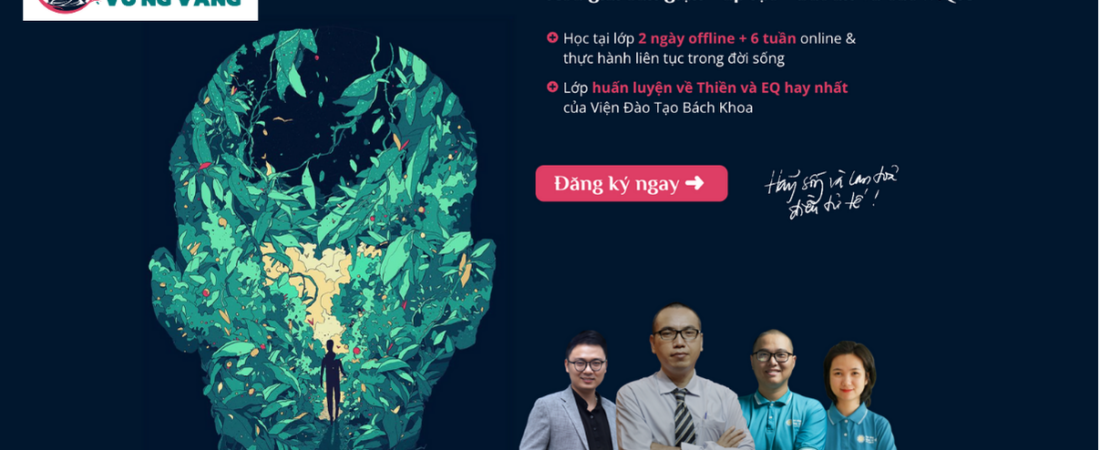 VỮNG VÀNG
Học tại lớp 2 ngày offline + 6 tuần online &
thực hành liên tục trong đời sống
Lớp huấn luyện về Thiền và EQ hay nhất
của Viện Đào Tạo Bách Khoa
Đăng ký ngay
Hãy sống và lan toả
điều tử tế!